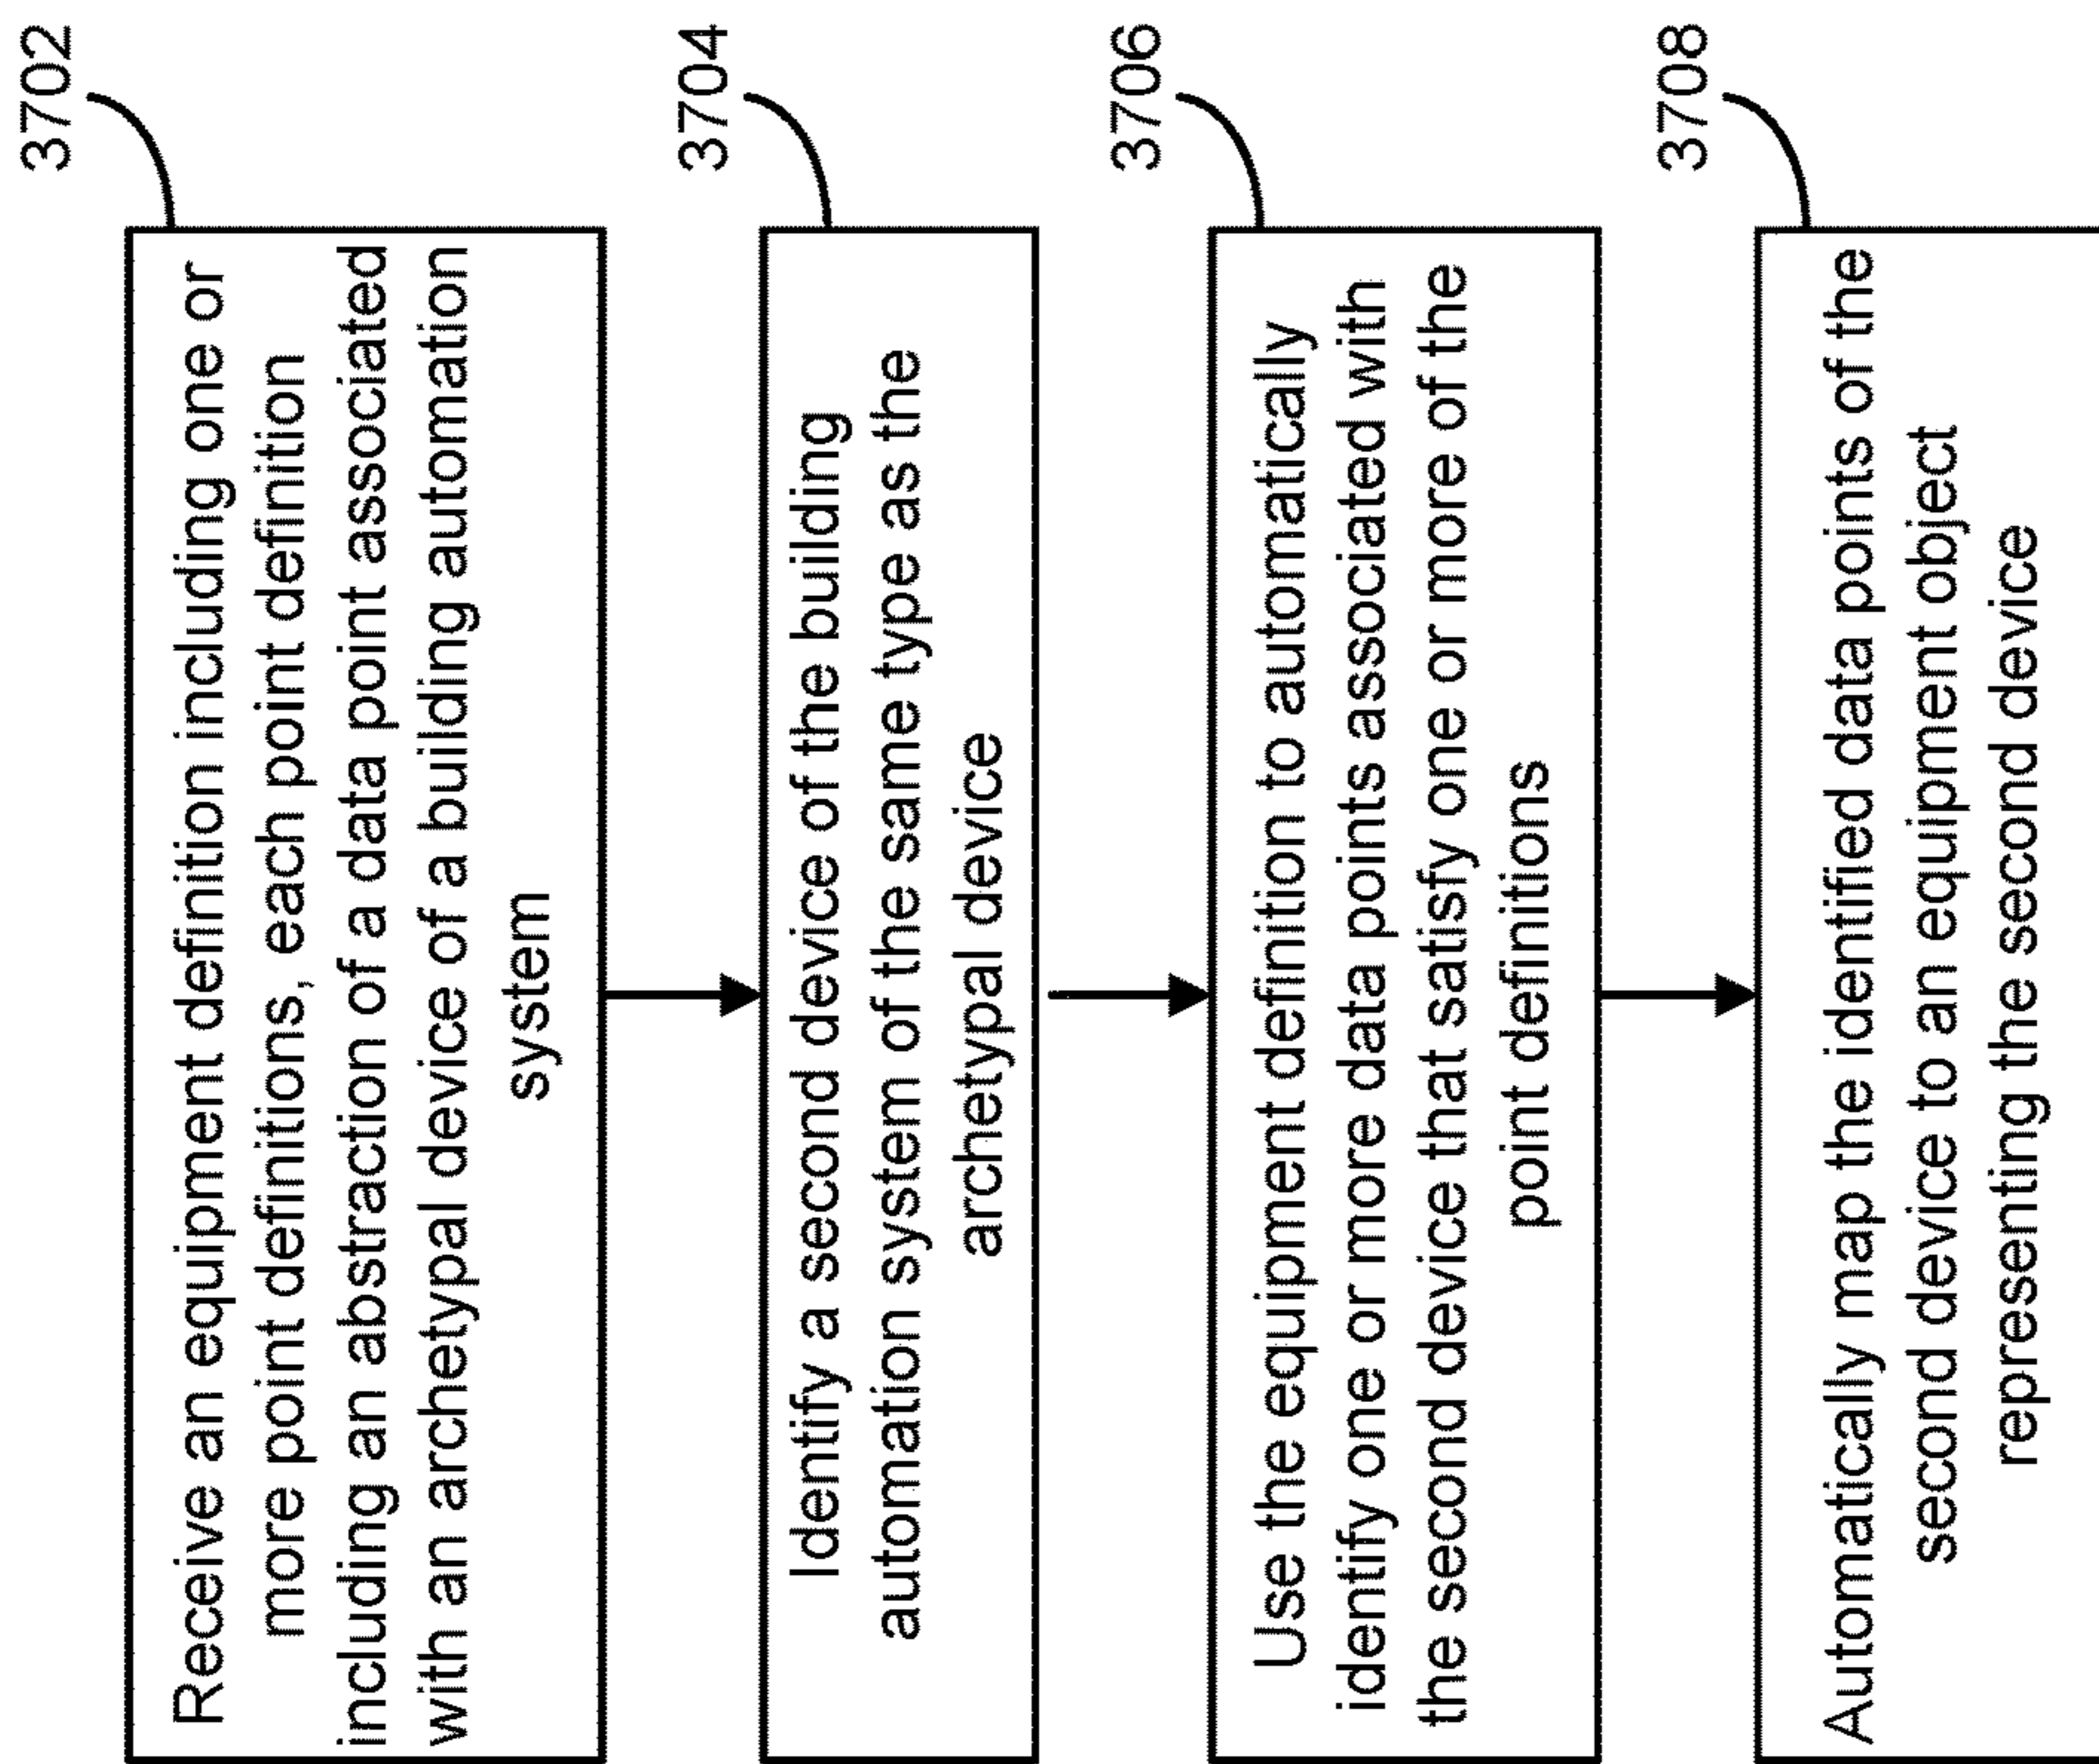 3702
Receive an equipment definition including one or
more point definitions, each point definition
including an abstraction of a data point associated
with an archetypal device of a building automation
system
3704
Identify a second device of the building
automation system of the same type as the
archetypal device
3706
Use the equipment definition to automatically
identify one or more data points associated with
the second device that satisfy one or more of the
point definitions
3708
Automatically map the identified data points of the
second device to an equipment object
representing the second device